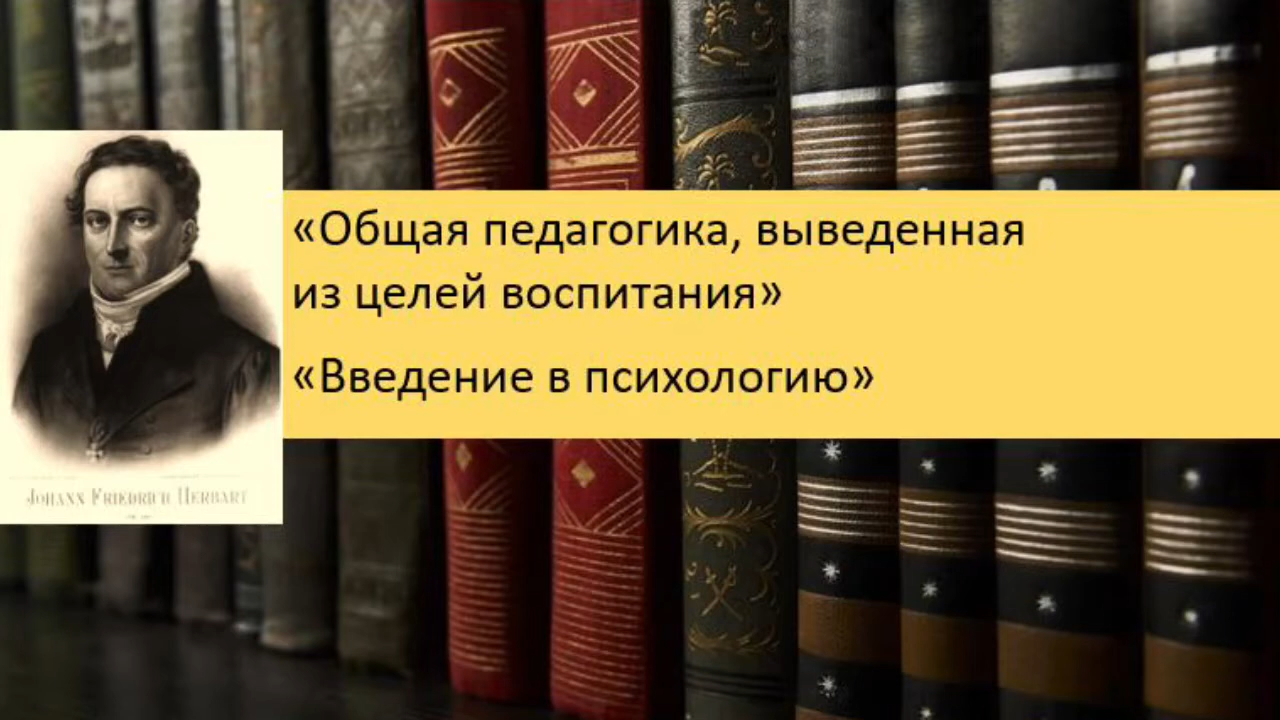 «Общая педагогика, выведенная
из целей воспитания»
«Введение в психологию»
JOHANN FRIEDRICH HERBART